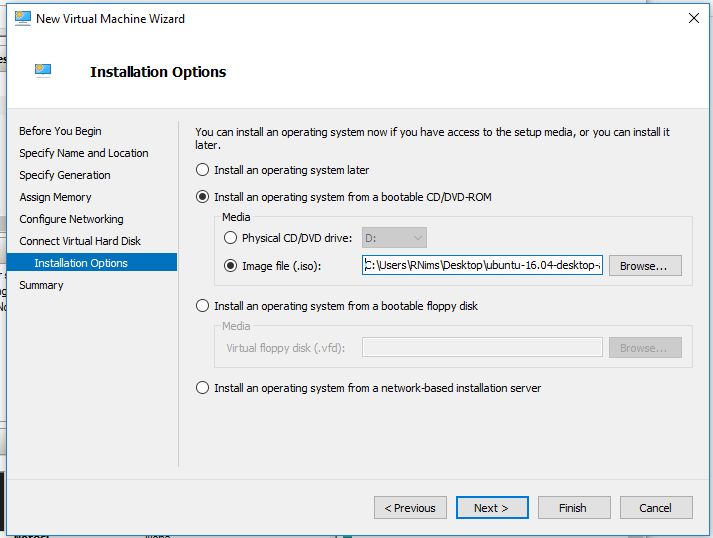 New Virtual Machine Wizard
Installation Options
Before You Begin
Specify Name and Location
Specify Generation
Assign Memory
Configure Networking
Connect Virtual Hard Disk
Installation Options
Summary
You can install an operating system now if you have access to the setup media, or you can install it
later.
Install an operating system later
Install an operating system from a bootable CD/DVD-ROM
Media
Physical CD/DVD drive: D:
Image file (.iso): C:\Users\RNims\Desktop\ubuntu-16.04-desktop- Browse...
Install an operating system from a bootable floppy disk
Media
Virtual floppy disk (.vfd): Browse...
Install an operating system from a network-based installation server
< Previous Next > Finish Cancel